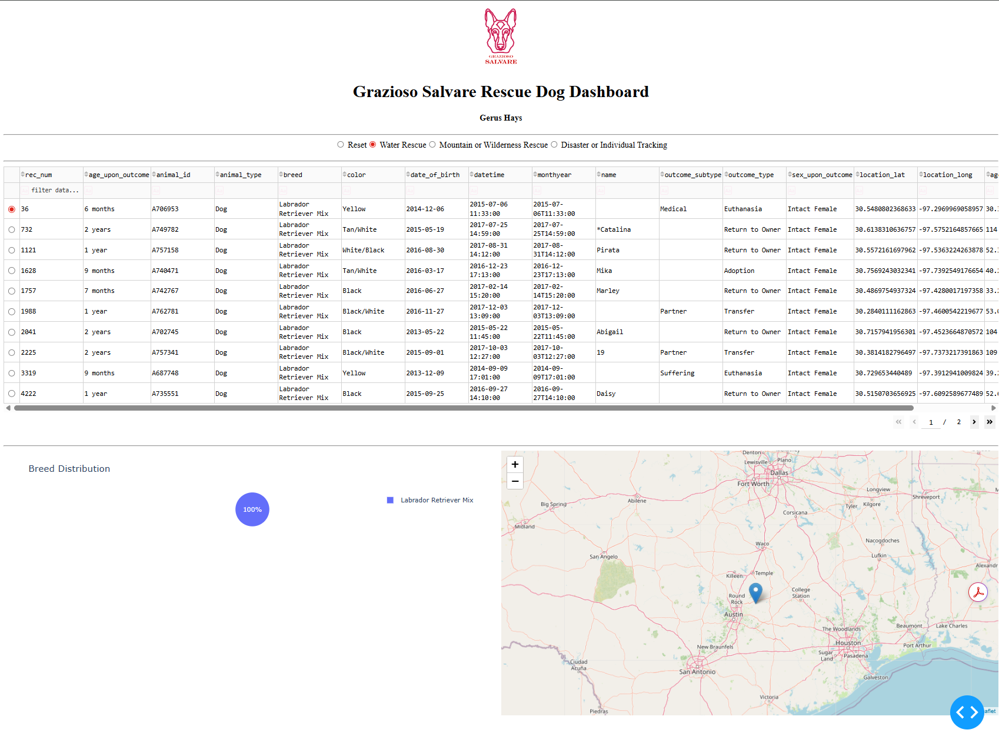 GRAZIOSO
SALVARE
Grazioso Salvare Rescue Dog Dashboard
Gerus Hays
Reset Water Rescue Mountain or Wilderness Rescue Disaster or Individual Tracking
rec_num age_upon_outcome animal_id animal_type breed color date_of_birth datetime monthyear name outcome_subtype outcome_type sex_upon_outcome location_lat location_long age
filter data...
36 6 months A706953 Dog Labrador Retriever Mix Yellow 2014-12-06 2015-07-06 11:33:00 2015-07-06T11:33:00 Medical Euthanasia Intact Female 30.5480802368633 -97.2969969058957 30.
732 2 years A749782 Dog Labrador Retriever Mix Tan/White 2015-05-19 2017-07-25 14:59:00 2017-07-25T14:59:00 *Catalina Return to Owner Intact Female 30.6138310636757 -97.5752164857665 114
1121 1 year A757158 Dog Labrador Retriever Mix White/Black 2016-08-30 2017-08-31 14:12:00 2017-08-31T14:12:00 Pirata Return to Owner Intact Female 30.5572161697962 -97.5363224263878 52.
1628 9 months A740471 Dog Labrador Retriever Mix Tan/White 2016-03-17 2016-12-23 17:13:00 2016-12-23T17:13:00 Mika Adoption Intact Female 30.7569243032341 -97.7392549176654 40.
1757 7 months A742767 Dog Labrador Retriever Mix Black 2016-06-27 2017-02-14 15:20:00 2017-02-14T15:20:00 Marley Return to Owner Intact Female 30.4869754937324 -97.4280017197358 33.
1988 1 year A762781 Dog Labrador Retriever Mix Black/White 2016-11-27 2017-12-03 13:09:00 2017-12-03T13:09:00 Partner Transfer Intact Female 30.2840111162863 -97.4600542219677 53.
2041 2 years A702745 Dog Labrador Retriever Mix Black 2013-05-22 2015-05-22 11:45:00 2015-05-22T11:45:00 Abigail Return to Owner Intact Female 30.7157941956301 -97.4523664870572 104
2225 2 years A757341 Dog Labrador Retriever Mix Black/White 2015-09-01 2017-10-03 12:27:00 2017-10-03T12:27:00 19 Partner Transfer Intact Female 30.3814182796497 -97.7373217391863 109
3319 9 months A687748 Dog Labrador Retriever Mix Yellow 2013-12-09 2014-09-09 17:01:00 2014-09-09T17:01:00 Suffering Euthanasia Intact Female 30.729653440489 -97.3912941009824 39.
4222 1 year A735551 Dog Labrador Retriever Mix Black 2015-09-25 2016-09-27 14:10:00 2016-09-27T14:10:00 Daisy Return to Owner Intact Female 30.5150703656925 -97.6092589677489 52.
« ‹ 1 / 2 › »
Breed Distribution
100%
Labrador Retriever Mix
+
−
Denton
Lewisville Plano
Dallas
Fort Worth
Longview
Shreveport
Abilene
Big Spring
Tyler Kilgore
Corsicana
Midland
Nacogdoches
Waco
Lufkin
San Angelo
Alexandr
Killeen Temple
College
Station
Round
Rock
Austin
The Woodlands
Beaumont Lake Charles
Houston
Port Arthur
New Braunfels
Sugar
Land
Pasadena
Ciudad
Acuña
San Antonio
Galveston
Victoria
Piedras
aflet